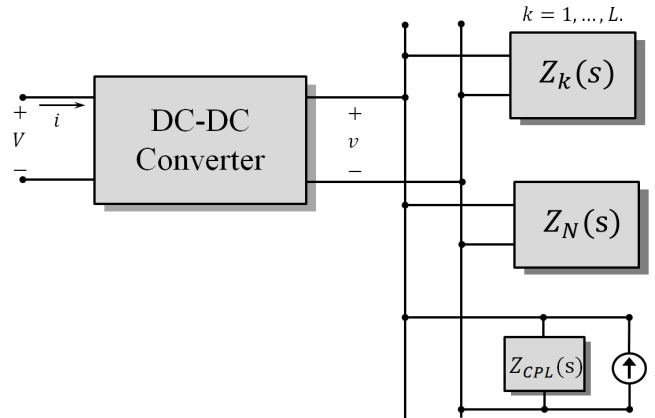 k = 1, … , L.
Z_k(s)
+
i
V
−
DC-DC
Converter
+
v
−
Z_N(s)
Z_CPL(s)